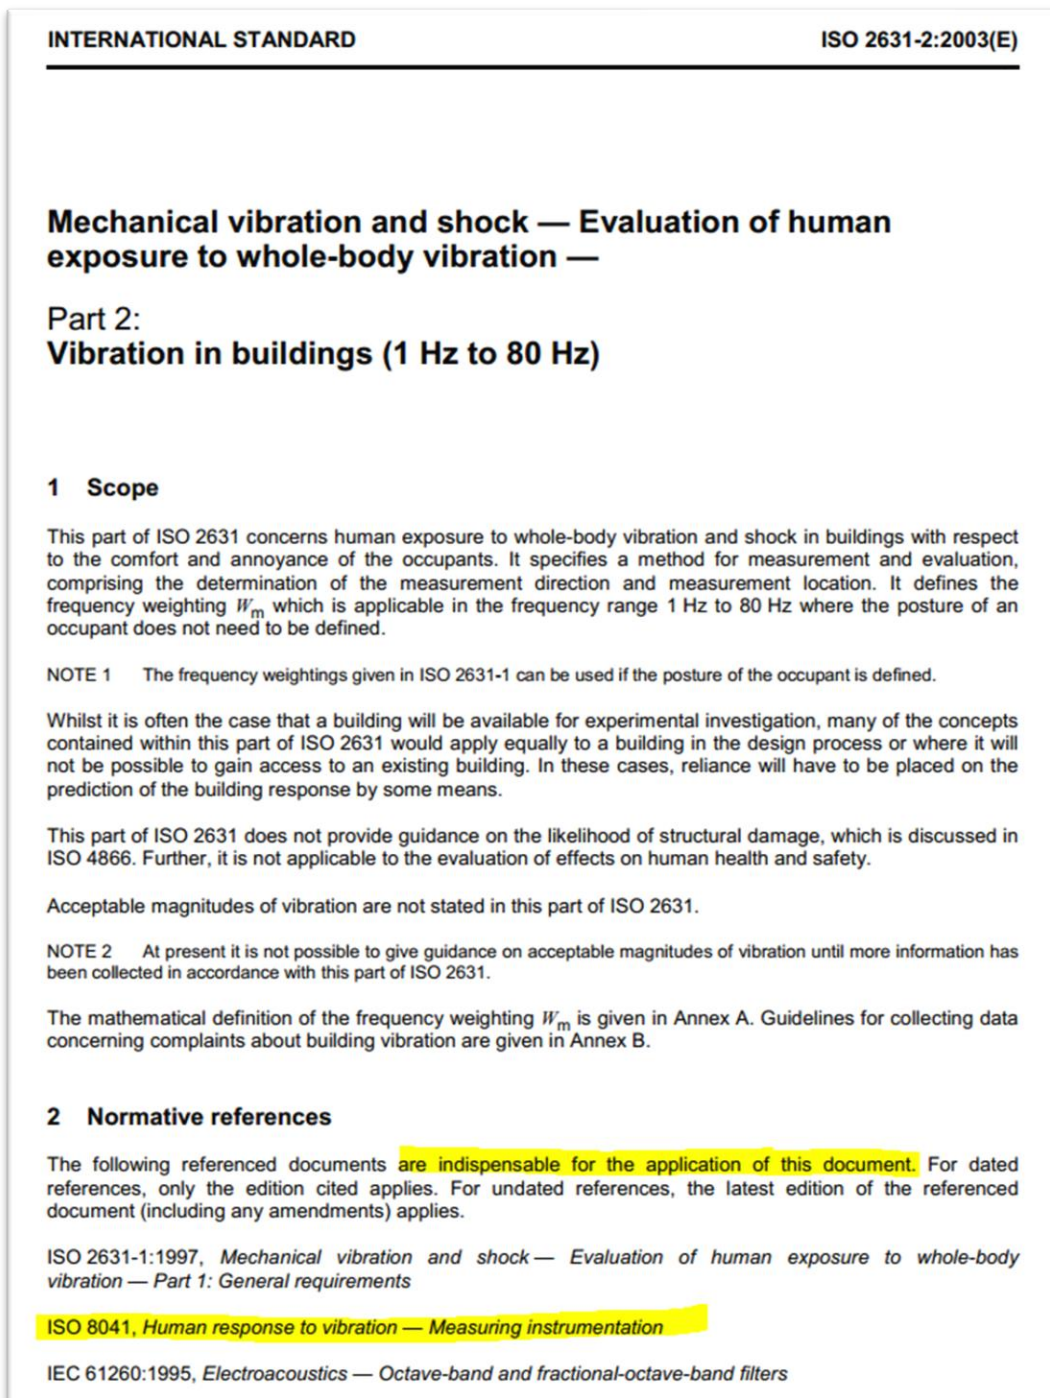 INTERNATIONAL STANDARD ISO 2631-2:2003(E)
Mechanical vibration and shock — Evaluation of human
exposure to whole-body vibration —
Part 2:
Vibration in buildings (1 Hz to 80 Hz)
1 Scope
This part of ISO 2631 concerns human exposure to whole-body vibration and shock in buildings with respect
to the comfort and annoyance of the occupants. It specifies a method for measurement and evaluation,
comprising the determination of the measurement direction and measurement location. It defines the
frequency weighting Wm which is applicable in the frequency range 1 Hz to 80 Hz where the posture of an
occupant does not need to be defined.
NOTE 1 The frequency weightings given in ISO 2631-1 can be used if the posture of the occupant is defined.
Whilst it is often the case that a building will be available for experimental investigation, many of the concepts
contained within this part of ISO 2631 would apply equally to a building in the design process or where it will
not be possible to gain access to an existing building. In these cases, reliance will have to be placed on the
prediction of the building response by some means.
This part of ISO 2631 does not provide guidance on the likelihood of structural damage, which is discussed in
ISO 4866. Further, it is not applicable to the evaluation of effects on human health and safety.
Acceptable magnitudes of vibration are not stated in this part of ISO 2631.
NOTE 2 At present it is not possible to give guidance on acceptable magnitudes of vibration until more information has
been collected in accordance with this part of ISO 2631.
The mathematical definition of the frequency weighting Wm is given in Annex A. Guidelines for collecting data
concerning complaints about building vibration are given in Annex B.
2 Normative references
The following referenced documents are indispensable for the application of this document. For dated
references, only the edition cited applies. For undated references, the latest edition of the referenced
document (including any amendments) applies.
ISO 2631-1:1997, Mechanical vibration and shock — Evaluation of human exposure to whole-body
vibration — Part 1: General requirements
ISO 8041, Human response to vibration — Measuring instrumentation
IEC 61260:1995, Electroacoustics — Octave-band and fractional-octave-band filters